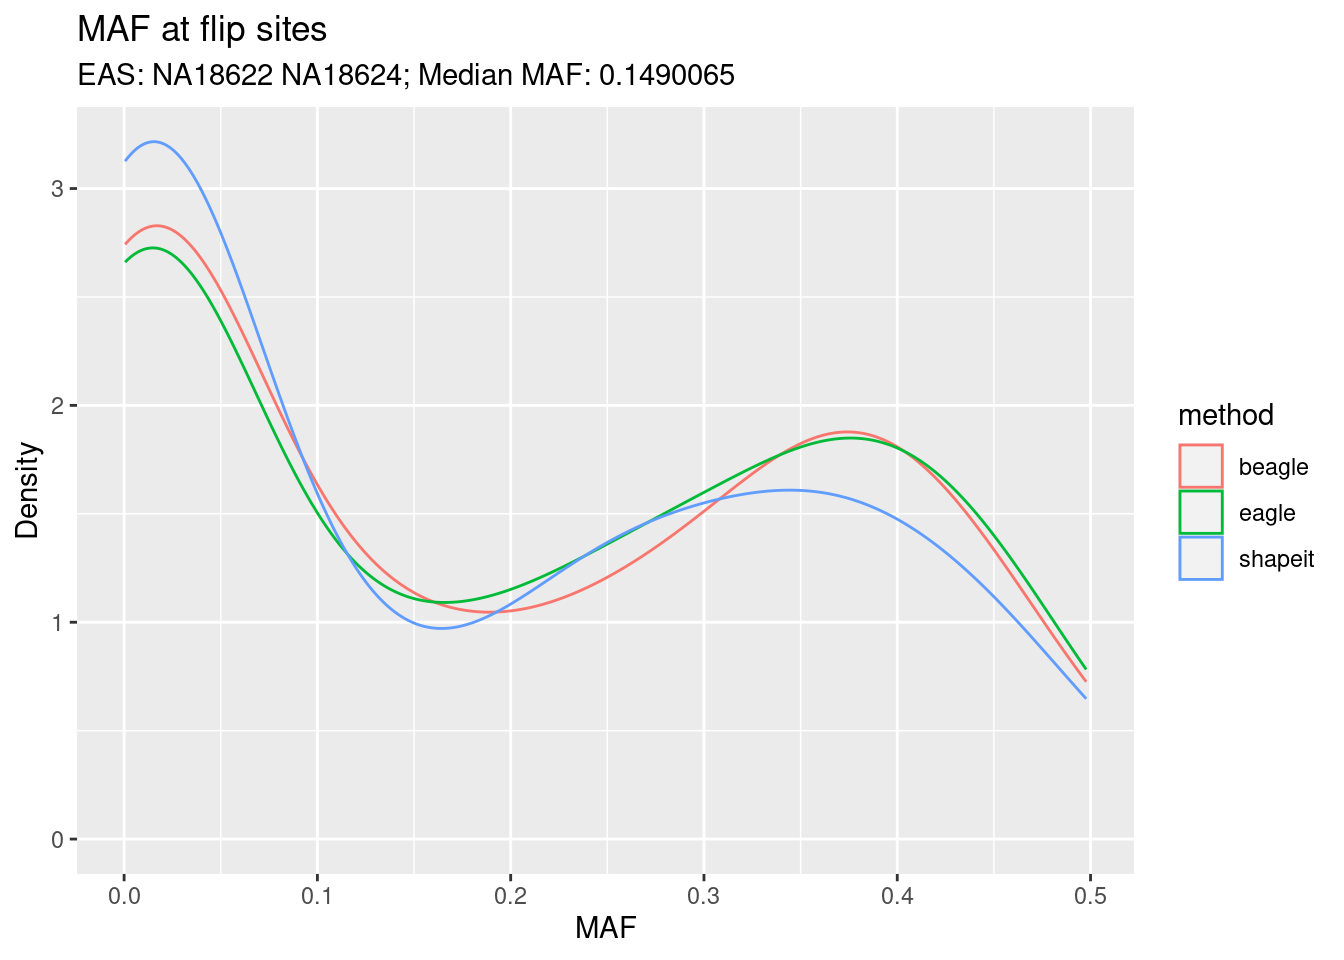 MAF at flip sites
EAS: NA18622 NA18624; Median MAF: 0.1490065
Density
3
2
1
0
0.0 0.1 0.2 0.3 0.4 0.5
MAF
method
beagle
eagle
shapeit